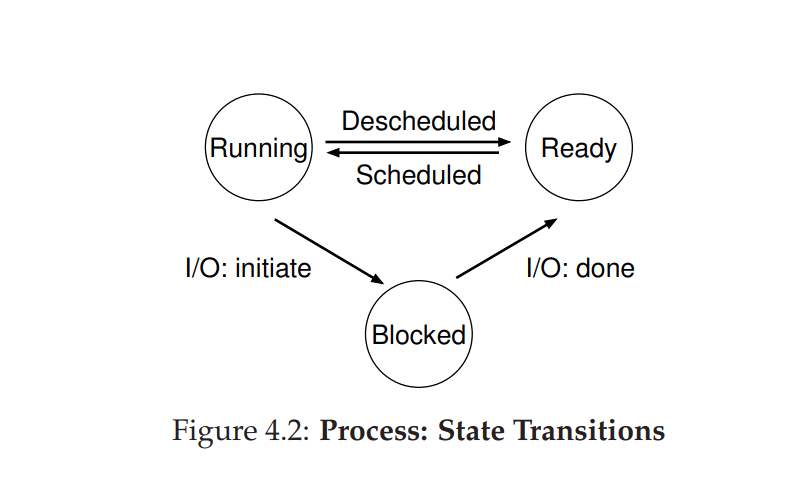 Descheduled
Running
Ready
Scheduled
I/O: initiate
I/O: done
Blocked
Figure 4.2: Process: State Transitions